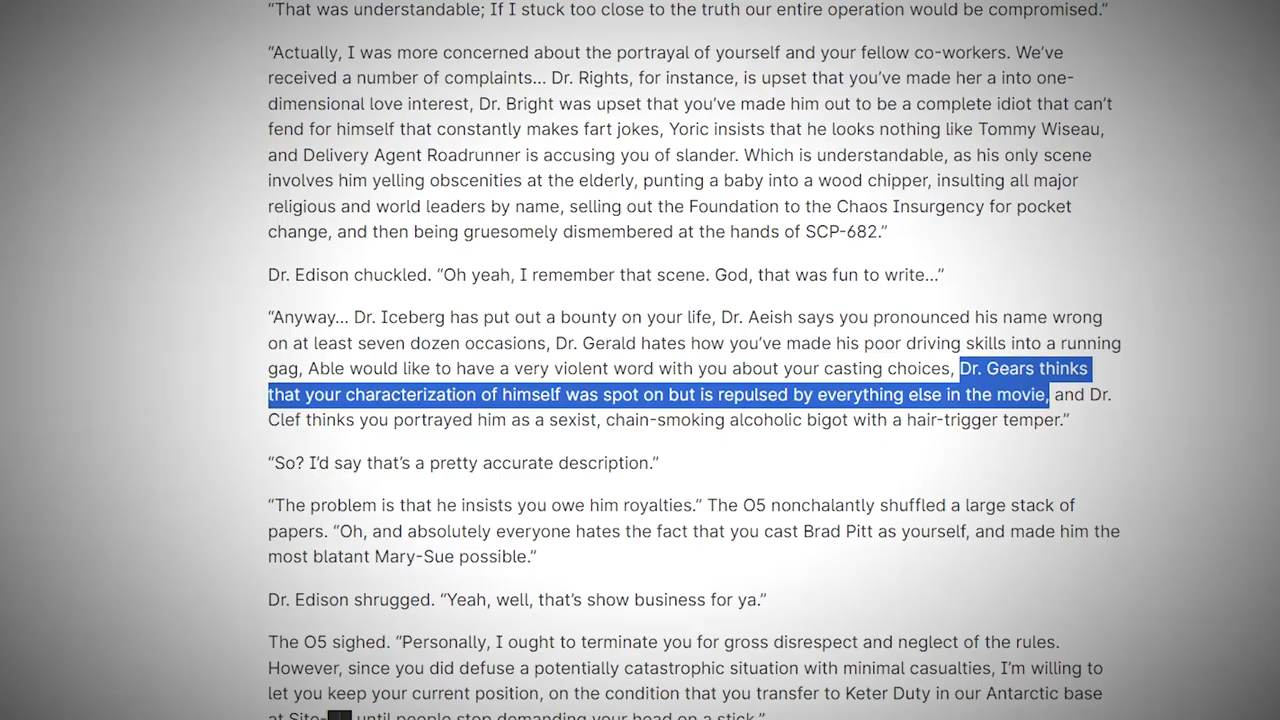 “That was understandable; If I stuck too close to the truth our entire operation would be compromised.”
“Actually, I was more concerned about the portrayal of yourself and your fellow co-workers. We’ve
received a number of complaints… Dr. Rights, for instance, is upset that you’ve made her a into one-
dimensional love interest, Dr. Bright was upset that you’ve made him out to be a complete idiot that can’t
fend for himself that constantly makes fart jokes, Yoric insists that he looks nothing like Tommy Wiseau,
and Delivery Agent Roadrunner is accusing you of slander. Which is understandable, as his only scene
involves him yelling obscenities at the elderly, punting a baby into a wood chipper, insulting all major
religious and world leaders by name, selling out the Foundation to the Chaos Insurgency for pocket
change, and then being gruesomely dismembered at the hands of SCP-682.”
Dr. Edison chuckled. “Oh yeah, I remember that scene. God, that was fun to write…”
“Anyway… Dr. Iceberg has put out a bounty on your life, Dr. Aeish says you pronounced his name wrong
on at least seven dozen occasions, Dr. Gerald hates how you’ve made his poor driving skills into a running
gag, Able would like to have a very violent word with you about your casting choices, Dr. Gears thinks
that your characterization of himself was spot on but is repulsed by everything else in the movie, and Dr.
Clef thinks you portrayed him as a sexist, chain-smoking alcoholic bigot with a hair-trigger temper.”
“So? I’d say that’s a pretty accurate description.”
“The problem is that he insists you owe him royalties.” The O5 nonchalantly shuffled a large stack of
papers. “Oh, and absolutely everyone hates the fact that you cast Brad Pitt as yourself, and made him the
most blatant Mary-Sue possible.”
Dr. Edison shrugged. “Yeah, well, that’s show business for ya.”
The O5 sighed. “Personally, I ought to terminate you for gross disrespect and neglect of the rules.
However, since you did defuse a potentially catastrophic situation with minimal casualties, I’m willing to
let you keep your current position, on the condition that you transfer to Keter Duty in our Antarctic base
at Site-██ until people stop demanding your head on a stick.”